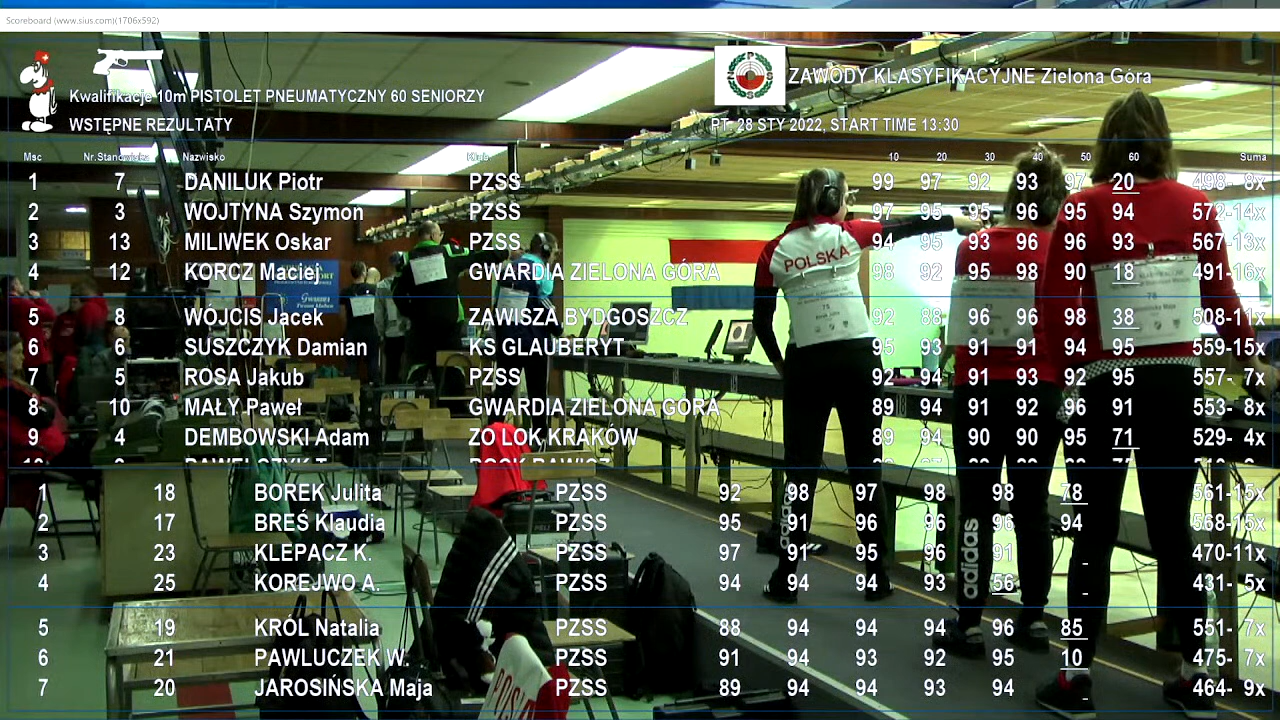 Scoreboard (www.sius.com)(1706x592)
ZAWODY KLASYFIKACYJNE Zielona Góra
Kwalifikacje 10m PISTOLET PNEUMATYCZNY 60 SENIORZY
WSTĘPNE REZULTATY PT. 28 STY 2022, START TIME 13:30
Msc Nr.Stanowiska Nazwisko Klub 10 20 30 40 50 60 Suma
1 7 DANILUK Piotr PZSS 99 97 92 93 97 20 498- 8x
2 3 WOJTYNA Szymon PZSS 97 95 95 96 95 94 572-14x
3 13 MILIWEK Oskar PZSS 94 95 93 96 96 93 567-13x
4 12 KORCZ Maciej GWARDIA ZIELONA GÓRA 98 92 95 98 90 18 491-16x
5 8 WÓJCIS Jacek ZAWISZA BYDGOSZCZ 92 88 96 96 98 38 508-11x
6 6 SUSZCZYK Damian KS GLAUBERYT 95 93 91 91 94 95 559-15x
7 5 ROSA Jakub PZSS 92 94 91 93 92 95 557- 7x
8 10 MAŁY Paweł GWARDIA ZIELONA GÓRA 89 94 91 92 96 91 553- 8x
9 4 DEMBOWSKI Adam ZO LOK KRAKÓW 89 94 90 90 95 71 529- 4x
1 18 BOREK Julita PZSS 92 98 97 98 98 78 561-15x
2 17 BREŚ Klaudia PZSS 95 91 96 96 96 94 568-15x
3 23 KLEPACZ K. PZSS 97 91 95 96 91 _ 470-11x
4 25 KOREJWO A. PZSS 94 94 94 93 56 _ 431- 5x
5 19 KRÓL Natalia PZSS 88 94 94 94 96 85 551- 7x
6 21 PAWLUCZEK W. PZSS 91 94 93 92 95 10 475- 7x
7 20 JAROSIŃSKA Maja PZSS 89 94 94 93 94 _ 464- 9x
POLSKA
adidas
adidas